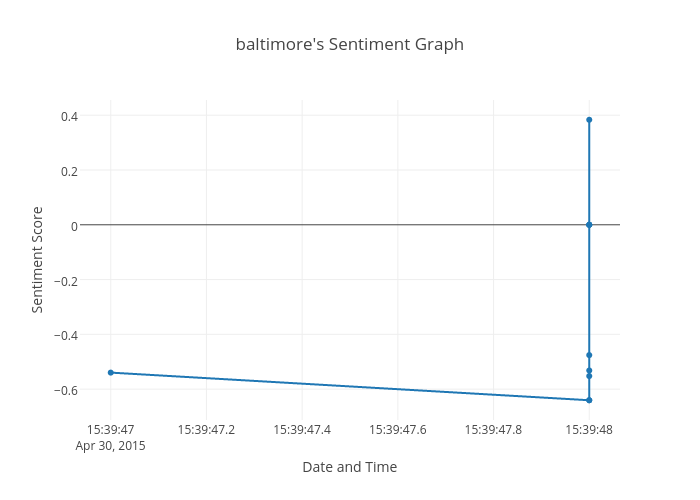 baltimore's Sentiment Graph
Sentiment Score
0.4
0.2
0
−0.2
−0.4
−0.6
15:39:47 15:39:47.2 15:39:47.4 15:39:47.6 15:39:47.8 15:39:48
Apr 30, 2015
Date and Time